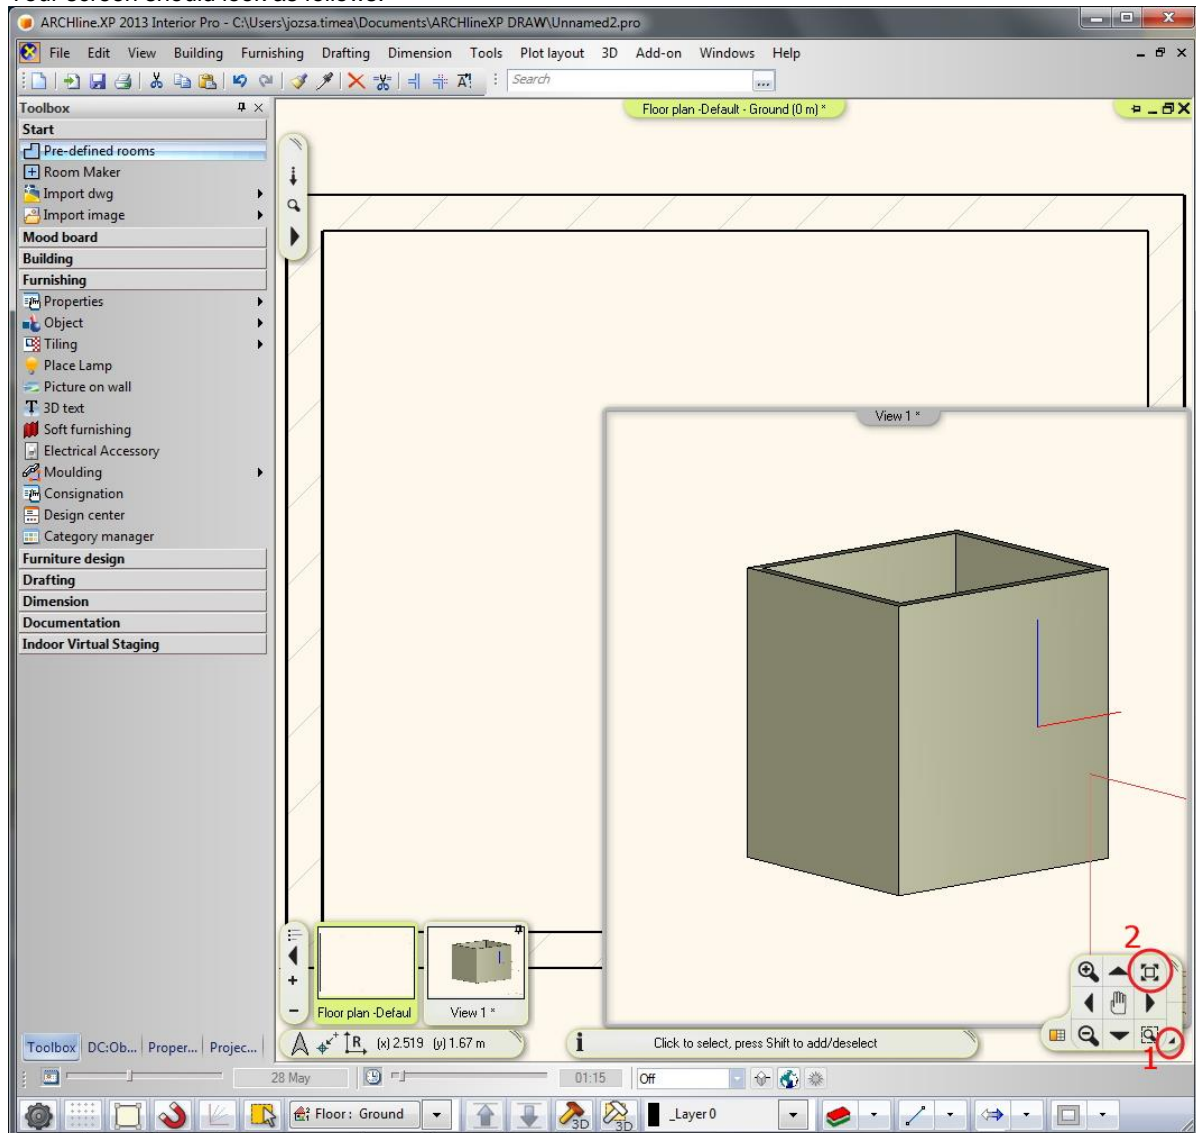 ARCHline.XP 2013 Interior Pro - C:\Users\jozsa.timea\Documents\ARCHlineXP DRAW\Unnamed2.pro
File Edit View Building Furnishing Drafting Dimension Tools Plot layout 3D Add-on Windows Help
Search
Toolbox
Floor plan -Default - Ground (0 m) *
Start
Pre-defined rooms
Room Maker
Import dwg
Import image
Mood board
Building
Furnishing
Properties
Object
Tiling
Place Lamp
Picture on wall
3D text
Soft furnishing
Electrical Accessory
Moulding
Consignation
Design center
Category manager
Furniture design
Drafting
Dimension
Documentation
Indoor Virtual Staging
View 1 *
2
Floor plan -Defaul
View 1 *
1
Toolbox DC:Ob... Proper... Projec...
R (x) 2.519 (y) 1.67 m
i Click to select, press Shift to add/deselect
28 May 01:15 Off
Floor : Ground 3D 3D _Layer 0